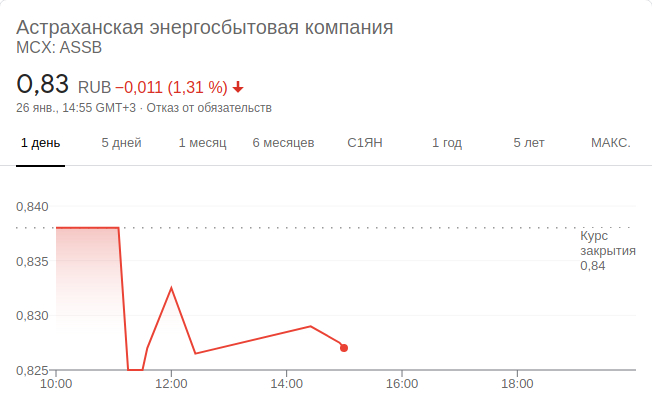 Астраханская энергосбытовая компания
MCX: ASSB
0,83 RUB −0,011 (1,31 %)
26 янв., 14:55 GMT+3 · Отказ от обязательств
1 день 5 дней 1 месяц 6 месяцев С1ЯН 1 год 5 лет МАКС.
0,840
Курс
закрытия
0,84
0,835
0,830
0,825
10:00 12:00 14:00 16:00 18:00